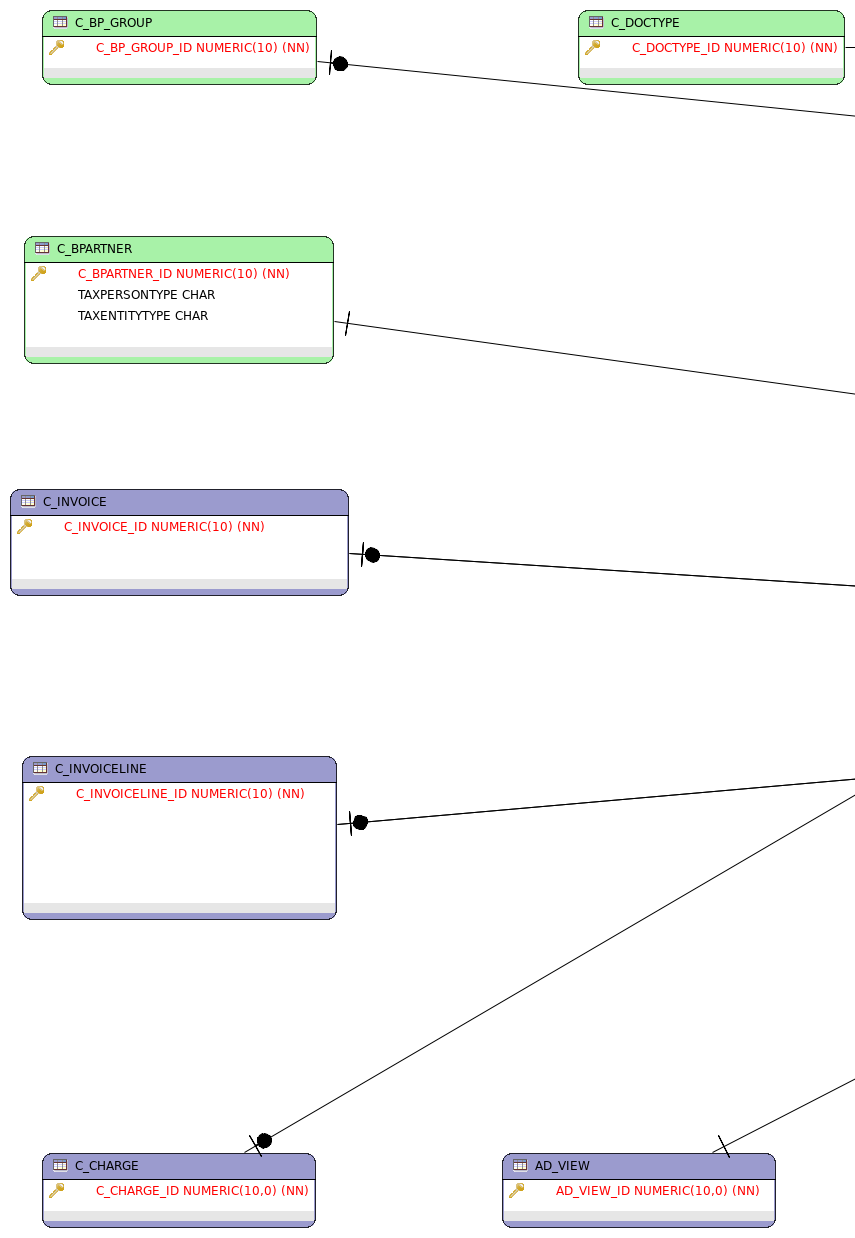 C_BP_GROUP
C_BP_GROUP_ID NUMERIC(10) (NN)
C_DOCTYPE
C_DOCTYPE_ID NUMERIC(10) (NN)
C_BPARTNER
C_BPARTNER_ID NUMERIC(10) (NN)
TAXPERSONTYPE CHAR
TAXENTITYTYPE CHAR
C_INVOICE
C_INVOICE_ID NUMERIC(10) (NN)
C_INVOICELINE
C_INVOICELINE_ID NUMERIC(10) (NN)
C_CHARGE
C_CHARGE_ID NUMERIC(10,0) (NN)
AD_VIEW
AD_VIEW_ID NUMERIC(10,0) (NN)